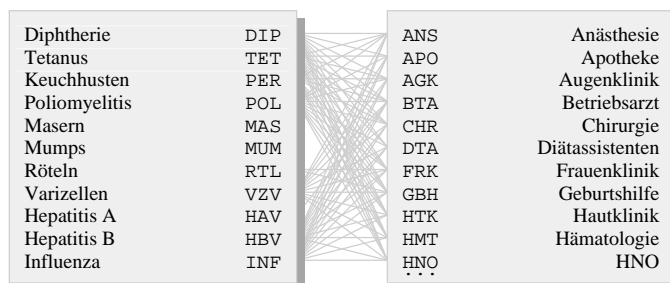 Diphtherie DIP
Tetanus TET
Keuchhusten PER
Poliomyelitis POL
Masern MAS
Mumps MUM
Röteln RTL
Varizellen VZV
Hepatitis A HAV
Hepatitis B HBV
Influenza INF
ANS Anästhesie
APO Apotheke
AGK Augenklinik
BTA Betriebsarzt
CHR Chirurgie
DTA Diätassistenten
FRK Frauenklinik
GBH Geburtshilfe
HTK Hautklinik
HMT Hämatologie
HNO HNO
...